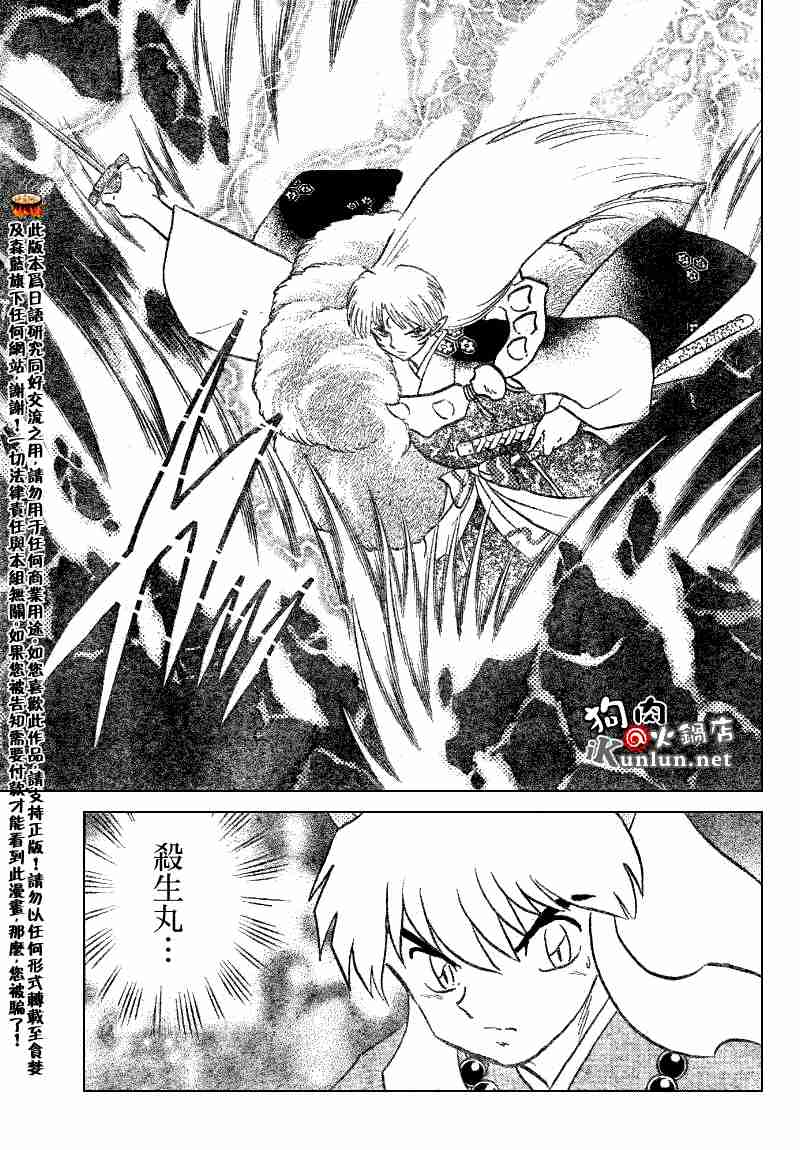 殺生丸…
此版本爲日語研究同好交流之用，請勿用于任何商業用途。如您喜歡此作品，請支持正版！請勿以任何形式轉載至貪婪
及森藍旗下任何網站，謝謝！一切法律責任與本組無關。如果您被告知需要付款才能看到此漫畫，那麼，您被騙了！
狗肉
@火鍋店
iKunlun.net